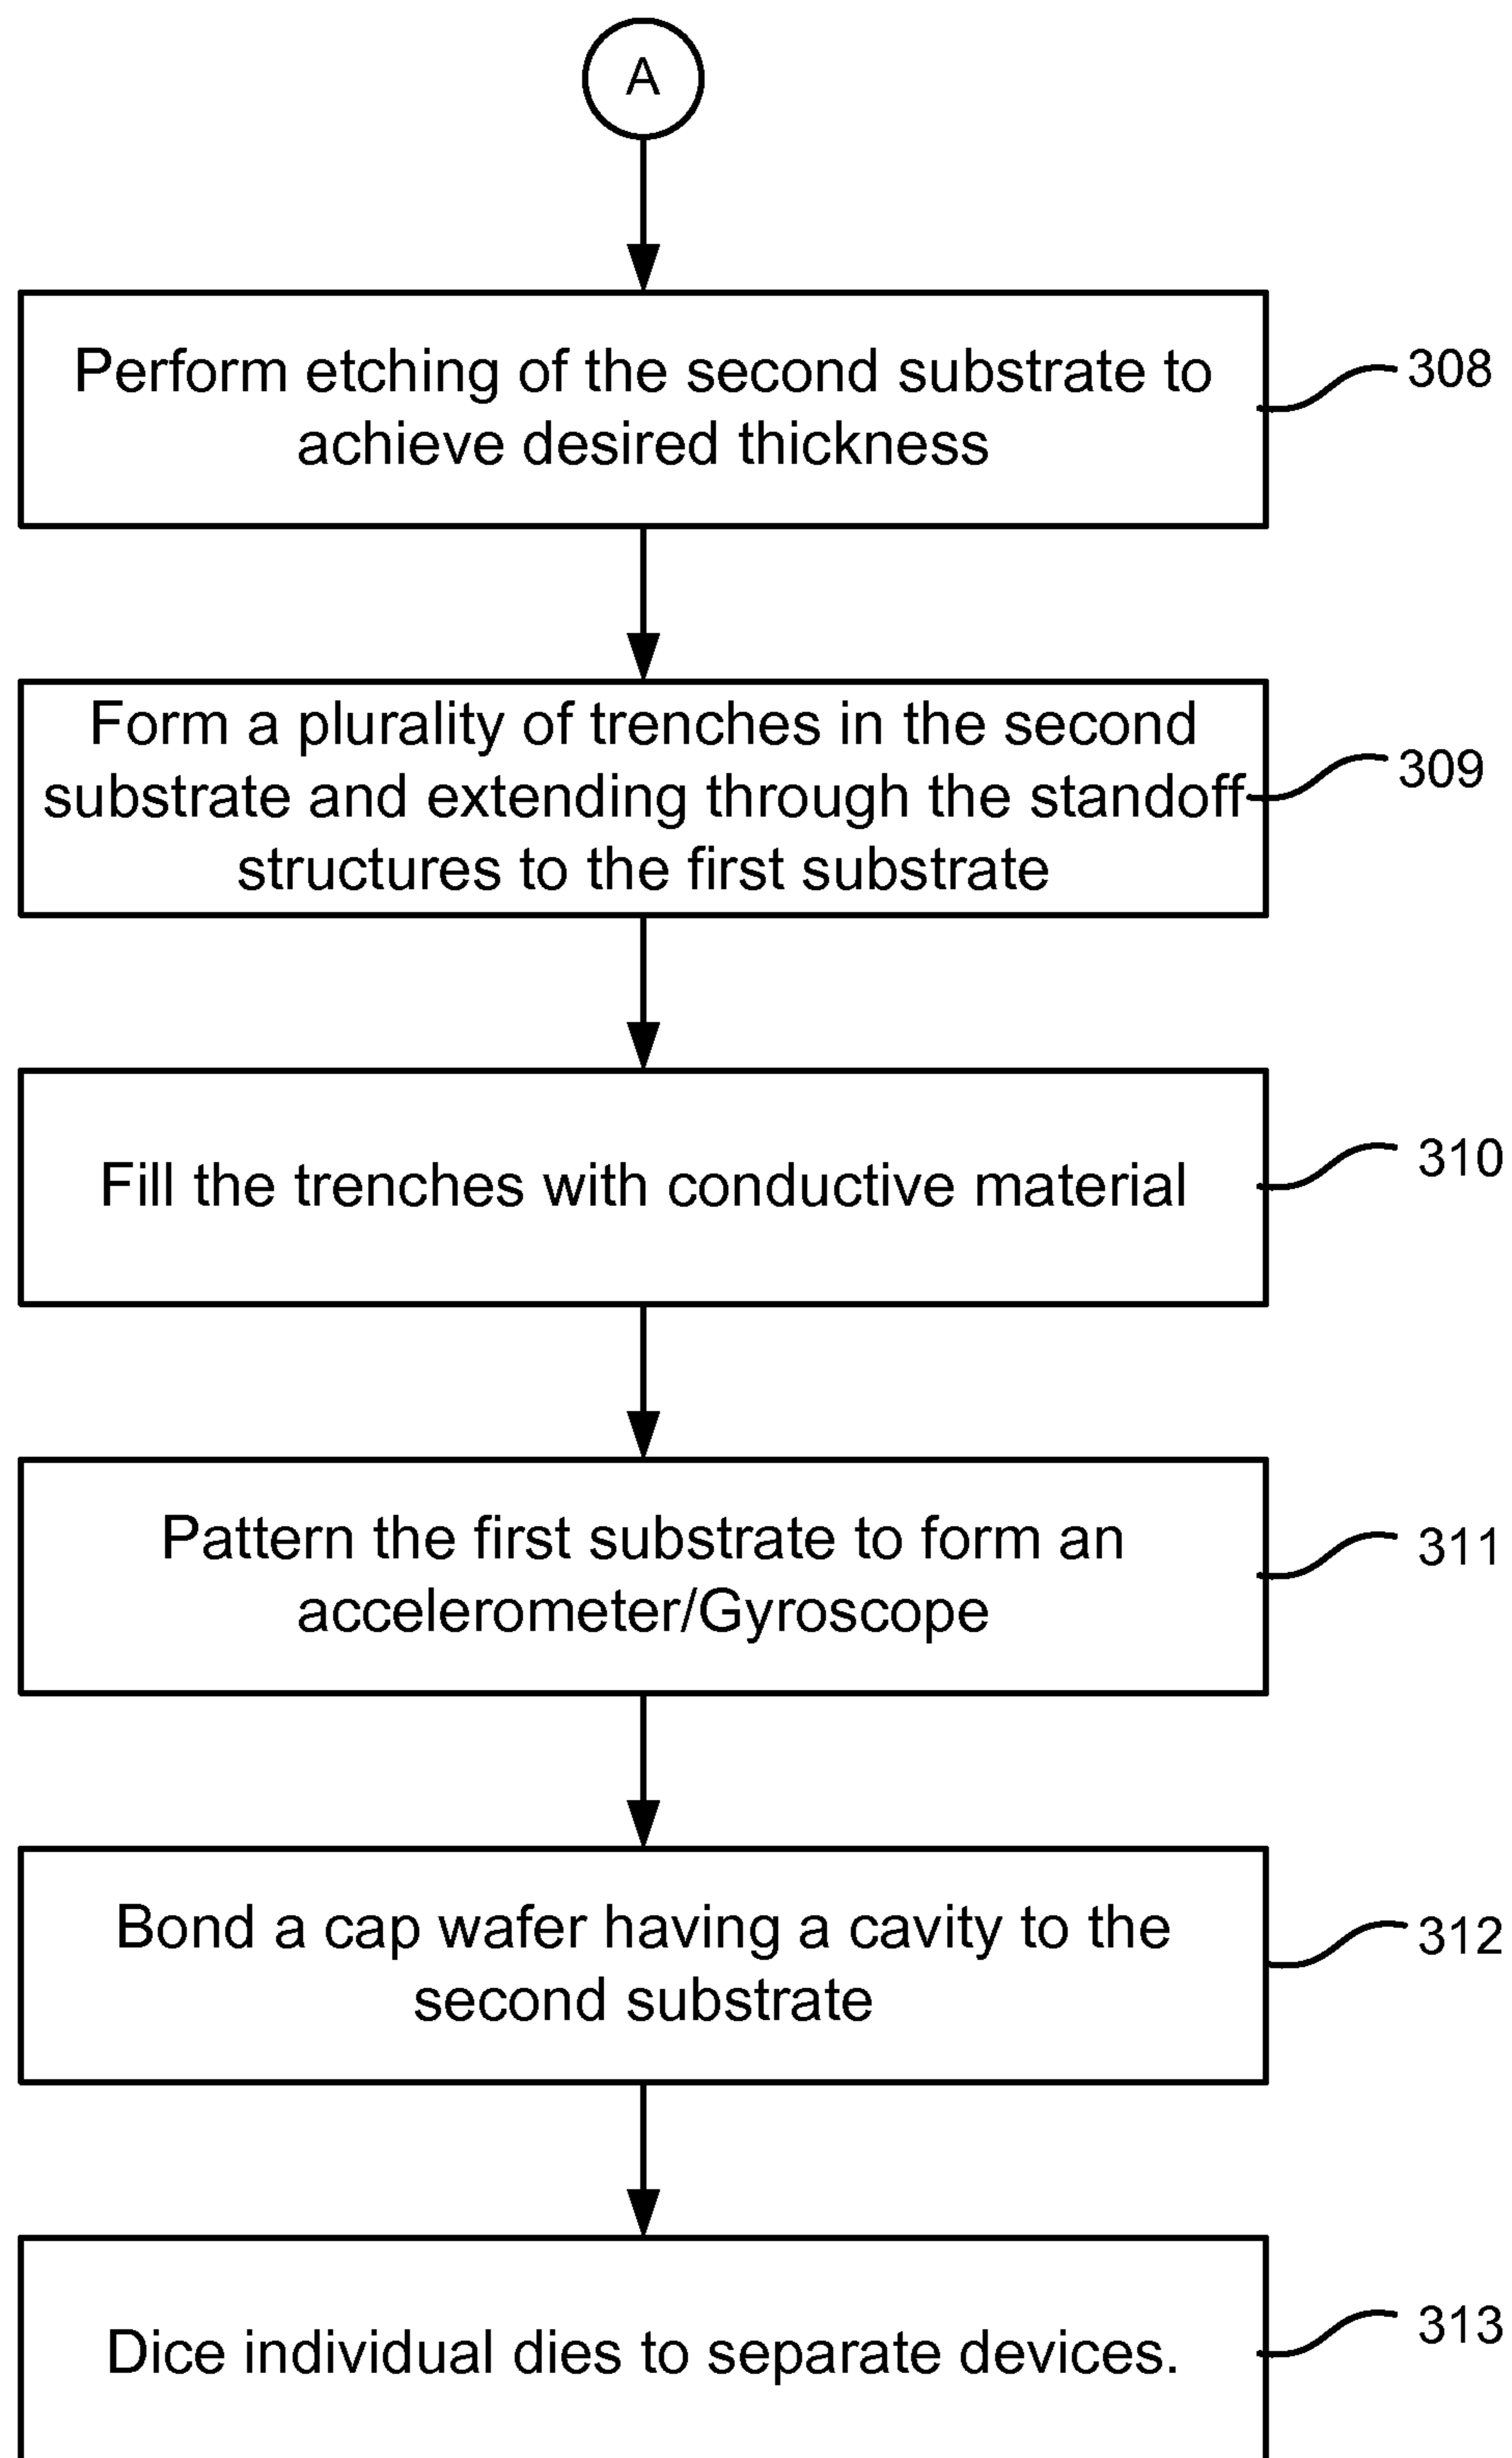 A
Perform etching of the second substrate to
achieve desired thickness
308
Form a plurality of trenches in the second
substrate and extending through the standoff
structures to the first substrate
309
Fill the trenches with conductive material
310
Pattern the first substrate to form an
accelerometer/Gyroscope
311
Bond a cap wafer having a cavity to the
second substrate
312
Dice individual dies to separate devices.
313